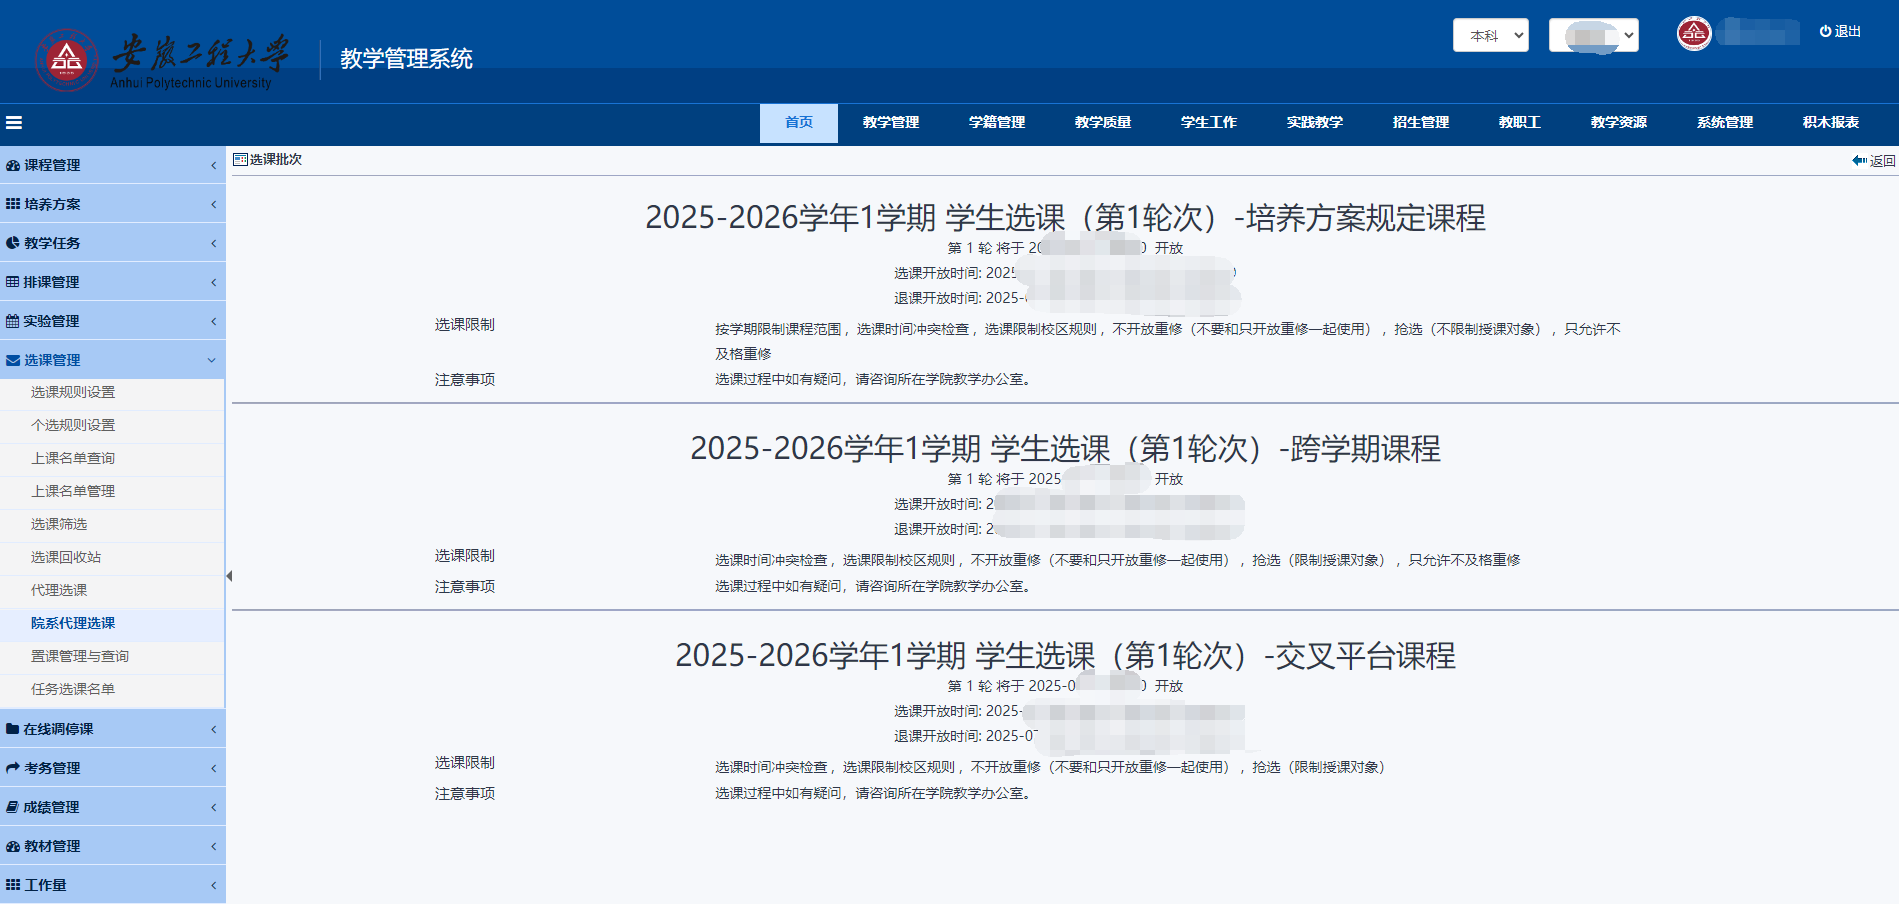 安徽工程大学
Anhui Polytechnic University
教学管理系统
本科
退出
首页 教学管理 学籍管理 教学质量 学生工作 实践教学 招生管理 教职工 教学资源 系统管理 积木报表
课程管理
培养方案
教学任务
排课管理
实验管理
选课管理
选课规则设置
个选规则设置
上课名单查询
上课名单管理
选课筛选
选课回收站
代理选课
院系代理选课
置课管理与查询
任务选课名单
在线调停课
考务管理
成绩管理
教材管理
工作量
选课批次
返回
2025-2026学年1学期 学生选课（第1轮次）-培养方案规定课程
第 1 轮 将于 20 0 开放
选课开放时间: 2025
退课开放时间: 2025-
选课限制
按学期限制课程范围，选课时间冲突检查，选课限制校区规则，不开放重修（不要和只开放重修一起使用），抢选（不限制授课对象），只允许不
及格重修
注意事项
选课过程中如有疑问，请咨询所在学院教学办公室。
2025-2026学年1学期 学生选课（第1轮次）-跨学期课程
第 1 轮 将于 2025 开放
选课开放时间: 2
退课开放时间: 2
选课限制
选课时间冲突检查，选课限制校区规则，不开放重修（不要和只开放重修一起使用），抢选（限制授课对象），只允许不及格重修
注意事项
选课过程中如有疑问，请咨询所在学院教学办公室。
2025-2026学年1学期 学生选课（第1轮次）-交叉平台课程
第 1 轮 将于 2025-0 0 开放
选课开放时间: 2025-
退课开放时间: 2025-07
选课限制
选课时间冲突检查，选课限制校区规则，不开放重修（不要和只开放重修一起使用），抢选（限制授课对象）
注意事项
选课过程中如有疑问，请咨询所在学院教学办公室。